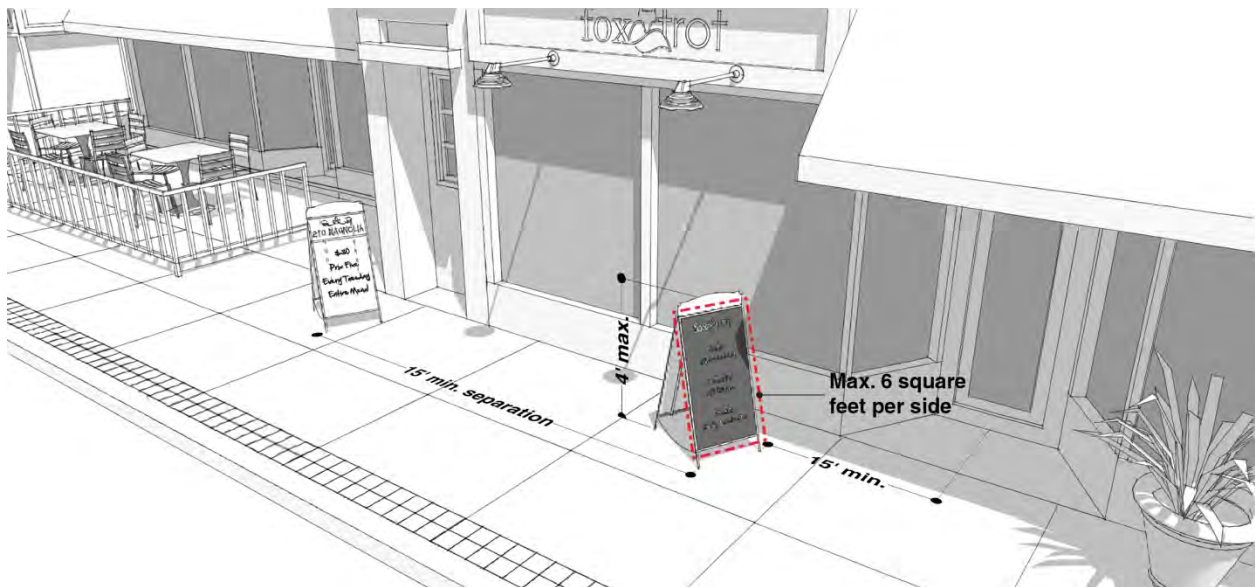 foxtrot
1210 MAGNOLIA
$30
Prix Fixe
Every Tuesday
Entire Menu
4' max.
15' min. separation
Max. 6 square
feet per side
15' min.